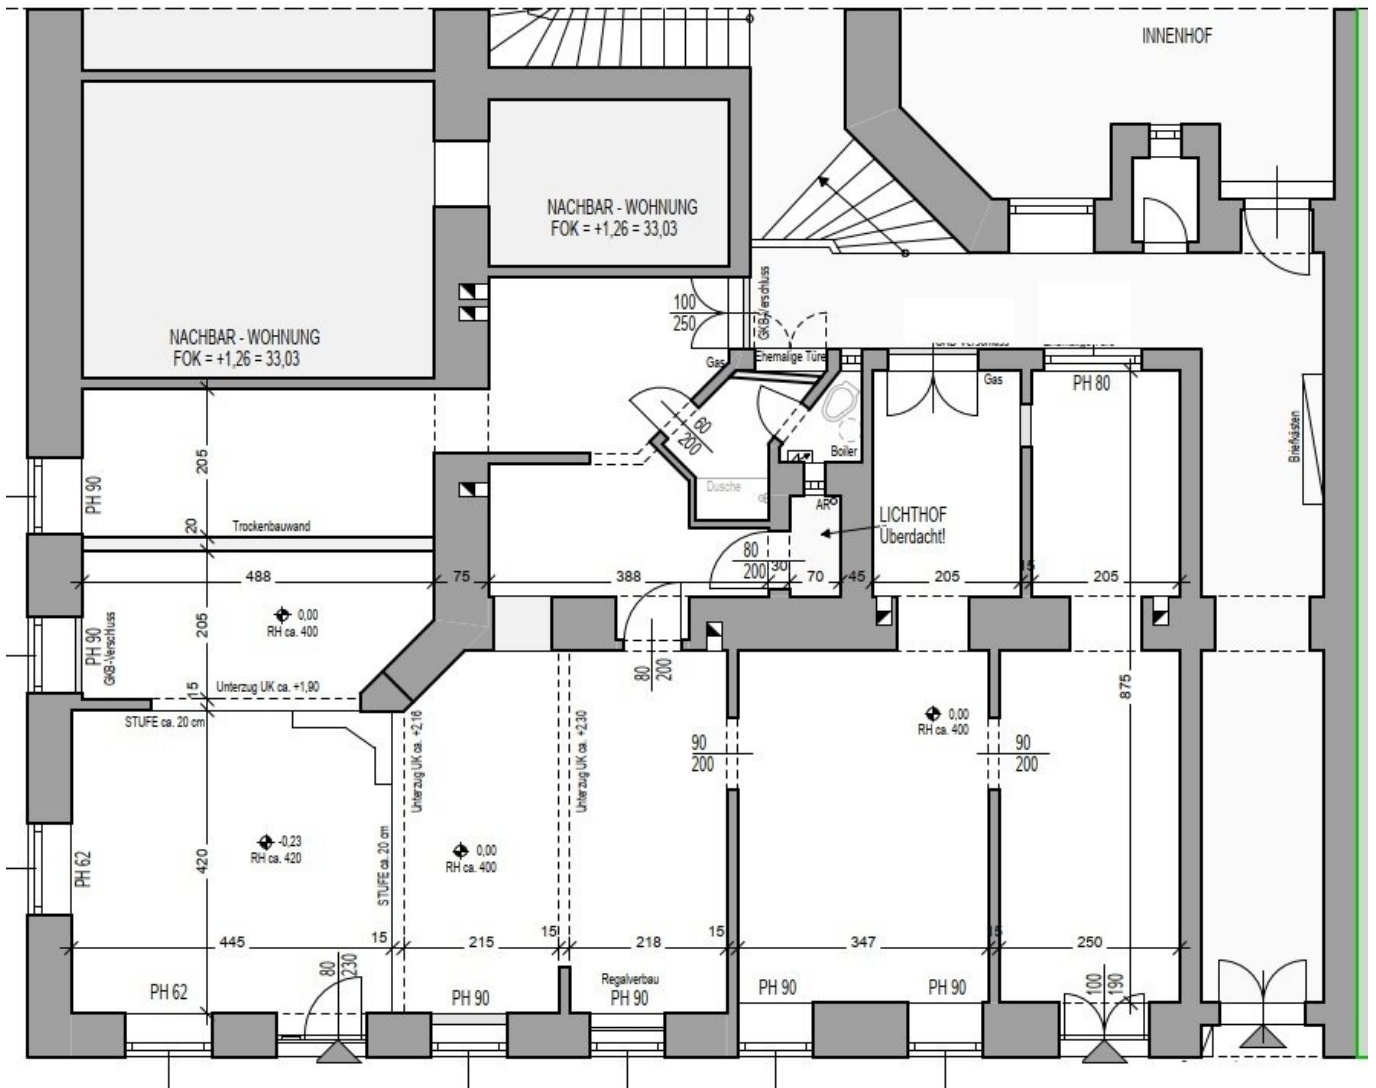 INNENHOF
NACHBAR - WOHNUNG
FOK = +1,26 = 33,03
NACHBAR - WOHNUNG
FOK = +1,26 = 33,03
100
250
GKB-Verschluss
Ehemalige Türe
Gas
Gas
PH 80
60
200
Boiler
Briefkästen
205
PH 90
20
Trockenbauwand
Dusche
AR
LICHTHOF
Überdacht!
80
200
30
70
45
205
15
205
488
75
388
0,00
RH ca. 400
205
PH 90
GKB-Verschluss
15
Unterzug UK ca. +1,90
STUFE ca. 20 cm
80
200
875
Unterzug UK ca. +2,16
Unterzug UK ca. +2,30
0,00
RH ca. 400
90
200
90
200
-0,23
RH ca. 420
0,00
RH ca. 400
420
PH 62
STUFE ca. 20 cm
445
15
215
15
218
15
347
15
250
80
230
100
190
Regalverbau
PH 62
PH 90
PH 90
PH 90
PH 90